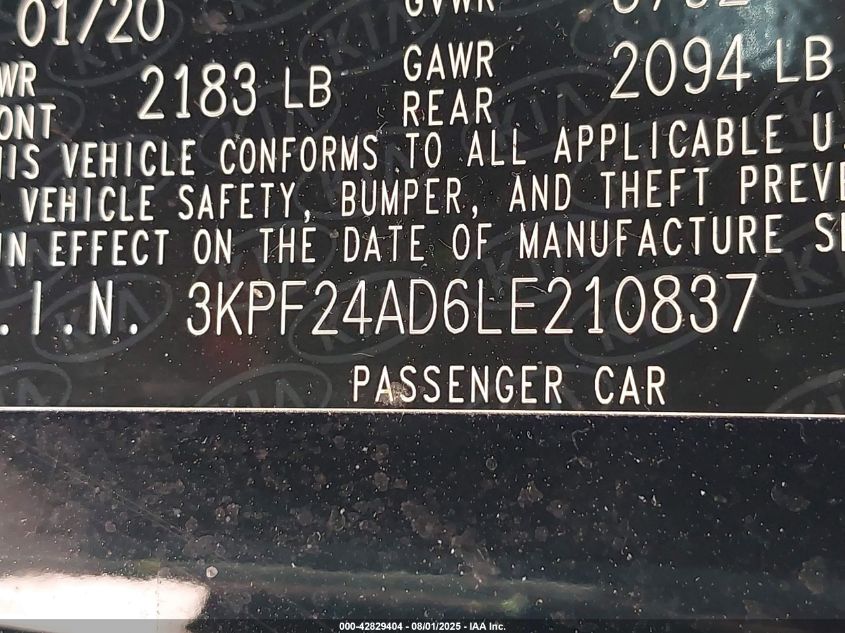 01/20 GVWR
WR 2183 LB GAWR 2094 LB
ONT REAR
IS VEHICLE CONFORMS TO ALL APPLICABLE U.
VEHICLE SAFETY, BUMPER, AND THEFT PREVE
IN EFFECT ON THE DATE OF MANUFACTURE S
.I.N. 3KPF24AD6LE210837
PASSENGER CAR
000-42829404 - 08/01/2025 - IAA Inc.